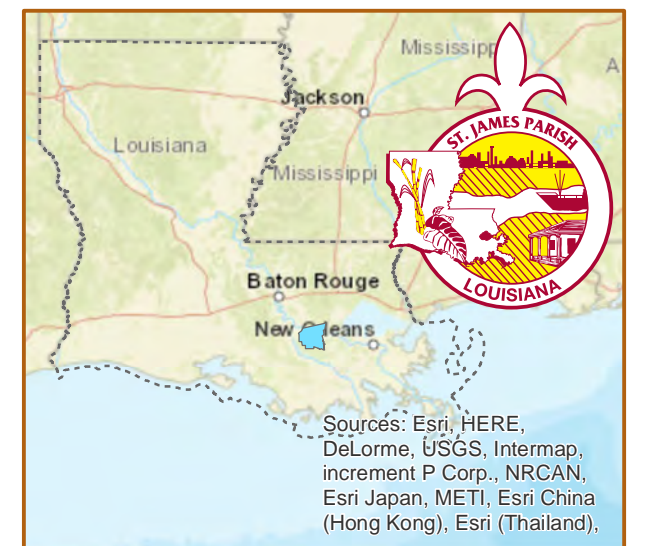 Mississipp
A
Jackson
ST. JAMES PARISH
Louisiana
Mississippi
LOUISIANA
Baton Rouge
New Orleans
Sources: Esri, HERE,
DeLorme, USGS, Intermap,
increment P Corp., NRCAN,
Esri Japan, METI, Esri China
(Hong Kong), Esri (Thailand),